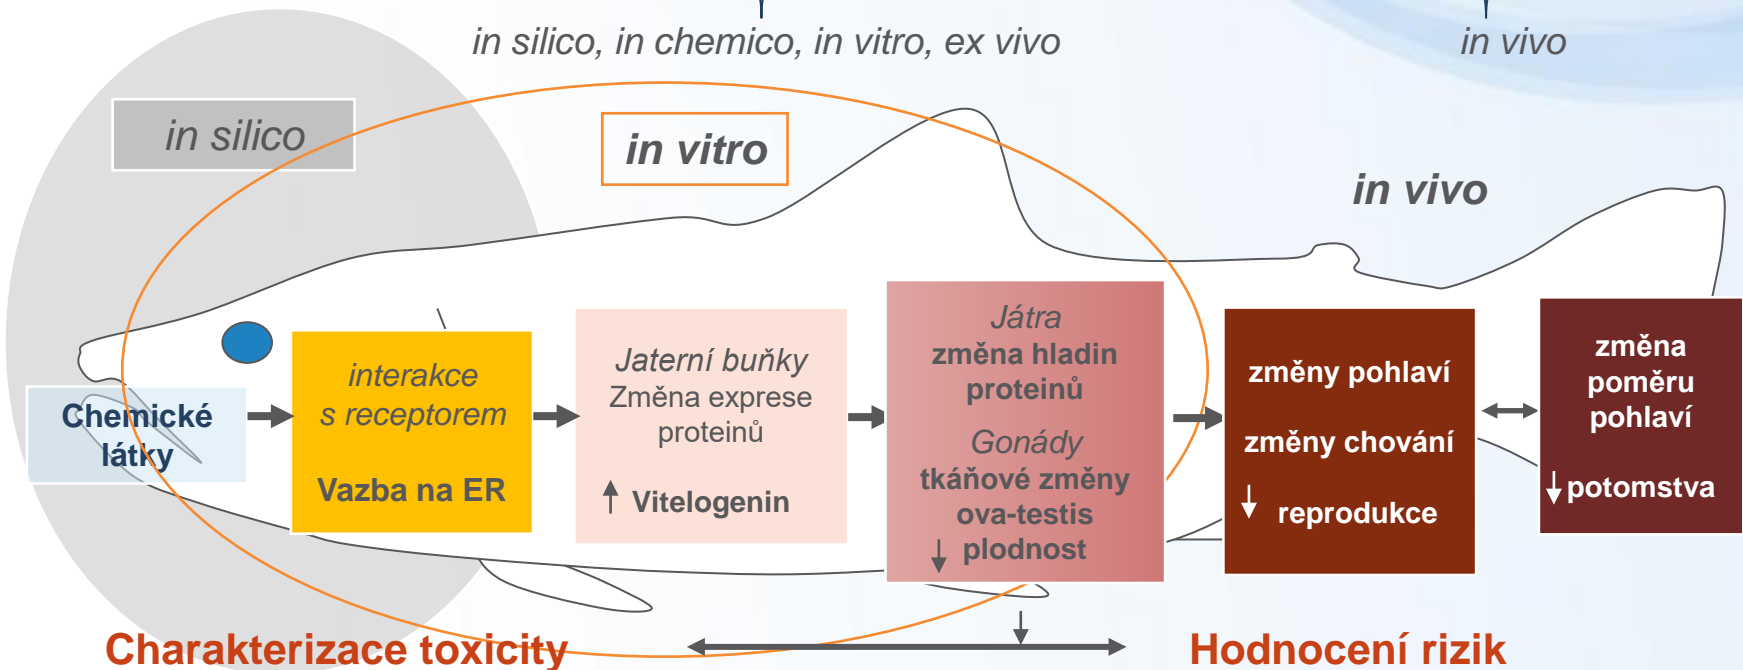 in silico, in chemico, in vitro, ex vivo
in vivo
in silico
in vitro
in vivo
Chemické
látky
interakce
s receptorem
Vazba na ER
Jaterní buňky
Změna exprese
proteinů
↑ Vitelogenin
Játra
změna hladin
proteinů
Gonády
tkáňové změny
ova-testis
↓ plodnost
změny pohlaví
změny chování
↓ reprodukce
změna
poměru
pohlaví
↓ potomstva
Charakterizace toxicity
Hodnocení rizik